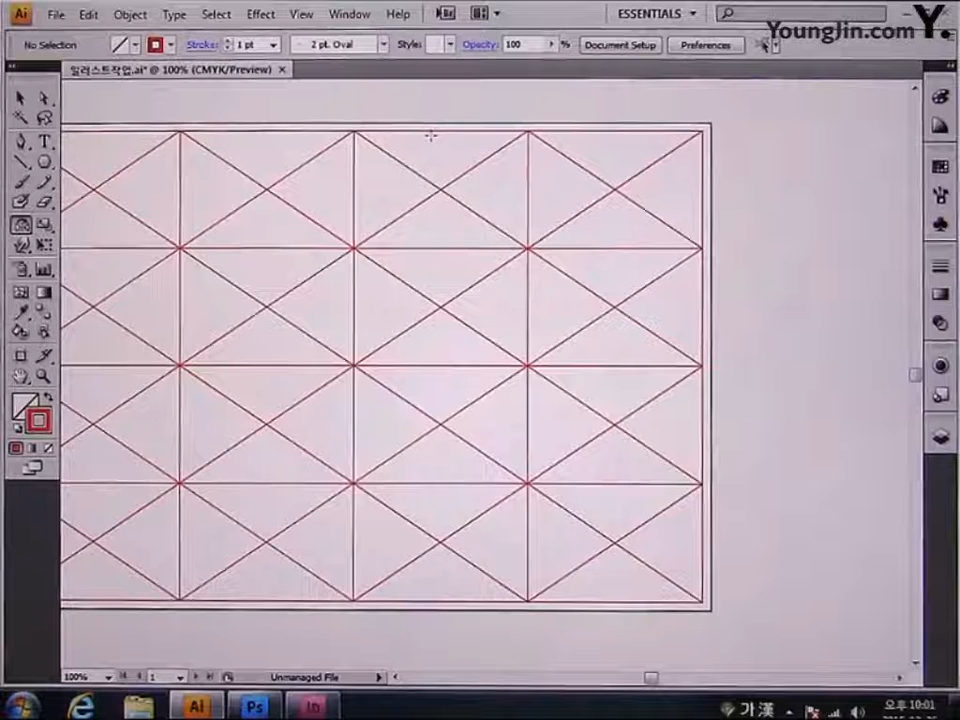 Ai File Edit Object Type Select Effect View Window Help Br ESSENTIALS
Younglin.com Y.
No Selection Stroke: 1 pt 2 pt. Oval Style: Opacity: 100 % Document Setup Preferences
일러스트작업.ai* @ 100% (CMYK/Preview)
100% 1 Unmanaged File
Ai Ps In 가 漢 오후 10:01